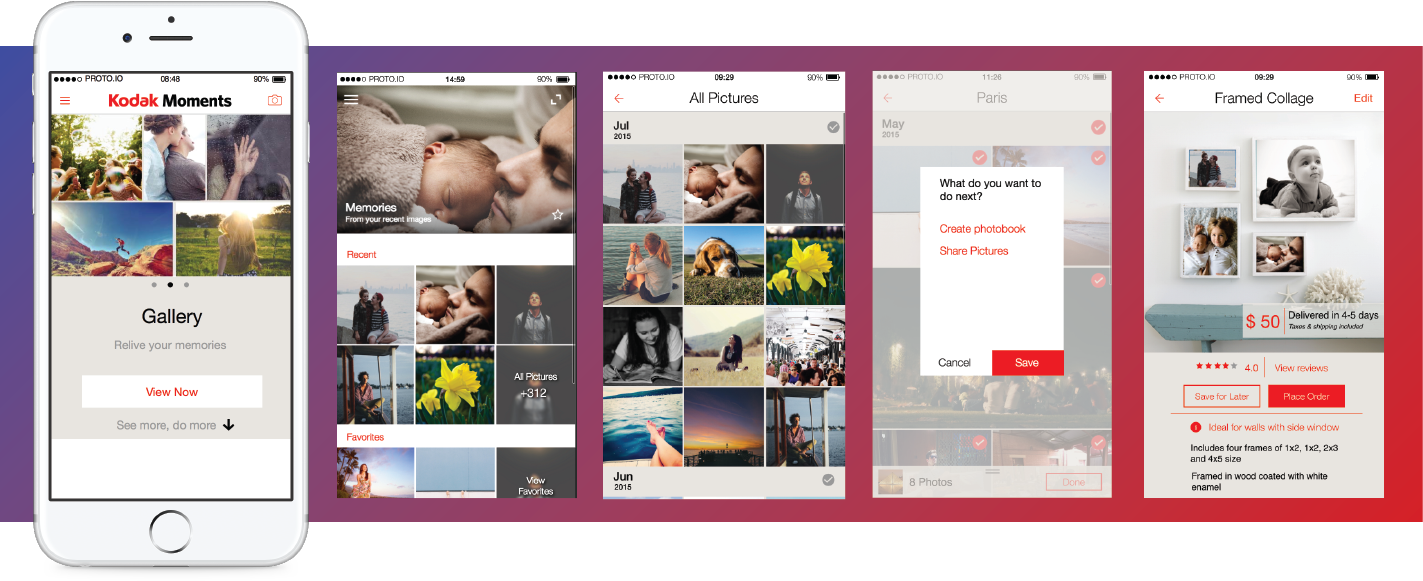 PROTO.IO 08:48 90%
Kodak Moments
Gallery
Relive your memories
View Now
See more, do more
PROTO.IO 14:59 90%
Memories
From your recent images
Recent
All Pictures
+312
Favorites
View
Favorites
PROTO.IO 09:29 90%
All Pictures
Jul
2015
Jun
2015
PROTO.IO 11:26 90%
Paris
May
2015
What do you want to
do next?
Create photobook
Share Pictures
Cancel Save
8 Photos Done
PROTO.IO 09:29 90%
Framed Collage Edit
$ 50 Delivered in 4-5 days
Taxes & shipping included
4.0 View reviews
Save for Later Place Order
Ideal for walls with side window
Includes four frames of 1x2, 1x2, 2x3
and 4x5 size
Framed in wood coated with white
enamel